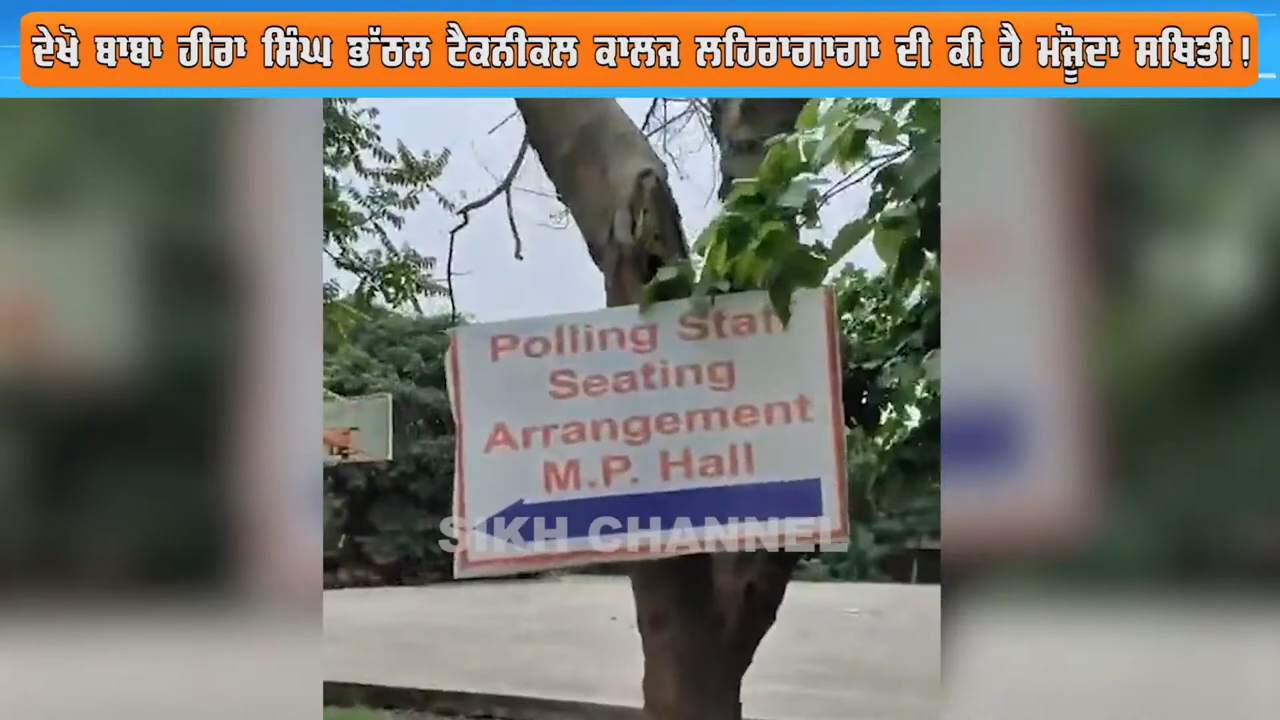 ਦੇਖੋ ਬਾਬਾ ਹੀਰਾ ਸਿੰਘ ਭੱਠਲ ਟੈਕਨੀਕਲ ਕਾਲਜ ਲਹਿਰਾਗਾਗਾ ਦੀ ਕੀ ਹੈ ਮੌਜੂਦਾ ਸਥਿਤੀ!
Polling Staff
Seating
Arrangement
M.P. Hall
SIKH CHANNEL